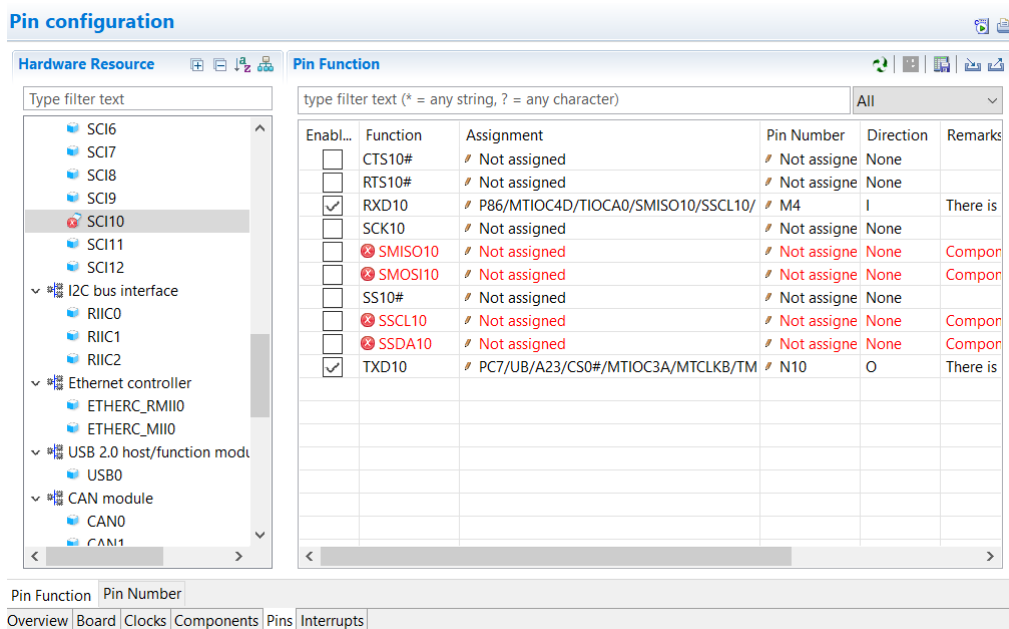 Pin configuration
Hardware Resource
Type filter text
SCI6
SCI7
SCI8
SCI9
SCI10
SCI11
SCI12
I2C bus interface
RIIC0
RIIC1
RIIC2
Ethernet controller
ETHERC_RMII0
ETHERC_MII0
USB 2.0 host/function modu
USB0
CAN module
CAN0
CAN1
Pin Function
type filter text (* = any string, ? = any character) All
Enabl... Function Assignment Pin Number Direction Remarks
CTS10# Not assigned Not assigne None
RTS10# Not assigned Not assigne None
RXD10 P86/MTIOC4D/TIOCA0/SMISO10/SSCL10/ M4 I There is
SCK10 Not assigned Not assigne None
SMISO10 Not assigned Not assigne None Compon
SMOSI10 Not assigned Not assigne None Compon
SS10# Not assigned Not assigne None
SSCL10 Not assigned Not assigne None Compon
SSDA10 Not assigned Not assigne None Compon
TXD10 PC7/UB/A23/CS0#/MTIOC3A/MTCLKB/TM N10 O There is
Pin Function Pin Number
Overview Board Clocks Components Pins Interrupts